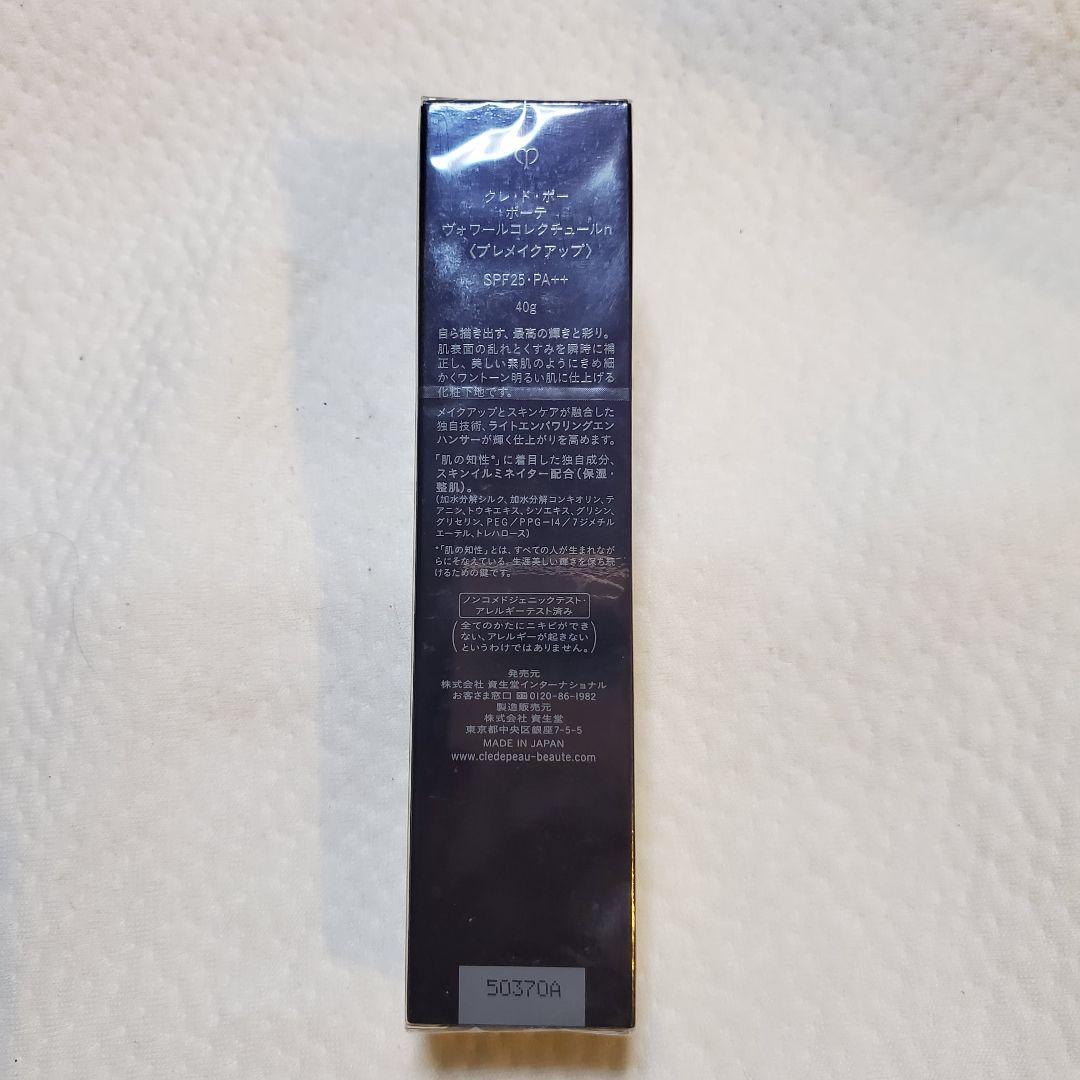 クレ・ド・ポー
ボーテ
ヴォワールコレクチュールn
〈プレメイクアップ〉
SPF25・PA++
40g
自ら描き出す、最高の輝きと彩り。
肌表面の乱れとくすみを瞬時に補
正し、美しい素肌のようにきめ細
かくワントーン明るい肌に仕上げる
化粧下地です。
メイクアップとスキンケアが融合した
独自技術、ライトエンパワリングエン
ハンサーが輝く仕上がりを高めます。
「肌の知性*」に着目した独自成分、
スキンイルミネイター配合(保湿・
整肌)。
(加水分解シルク、加水分解コンキオリン、テ
アニン、トウキエキス、シソエキス、グリシン、
グリセリン、PEG/PPG-14/7ジメチル
エーテル、トレハロース)
*「肌の知性」とは、すべての人が生まれなが
らにそなえている、生涯美しい輝きを保ち続
けるための鍵です。
ノンコメドジェニックテスト・
アレルギーテスト済み
(全てのかたにニキビができ
ない、アレルギーが起きない
というわけではありません。)
発売元
株式会社 資生堂インターナショナル
お客さま窓口 0120-86-1982
製造販売元
株式会社 資生堂
東京都中央区銀座7-5-5
MADE IN JAPAN
www.cledepeau-beaute.com
50370A